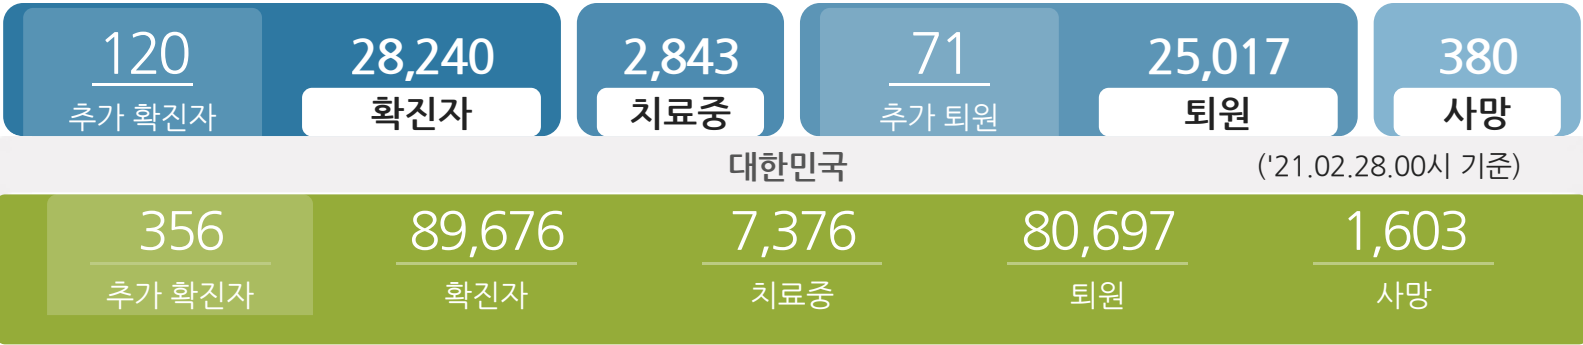 120 28,240 2,843 71 25,017 380
추가 확진자 확진자 치료중 추가 퇴원 퇴원 사망
대한민국 ('21.02.28.00시 기준)
356 89,676 7,376 80,697 1,603
추가 확진자 확진자 치료중 퇴원 사망